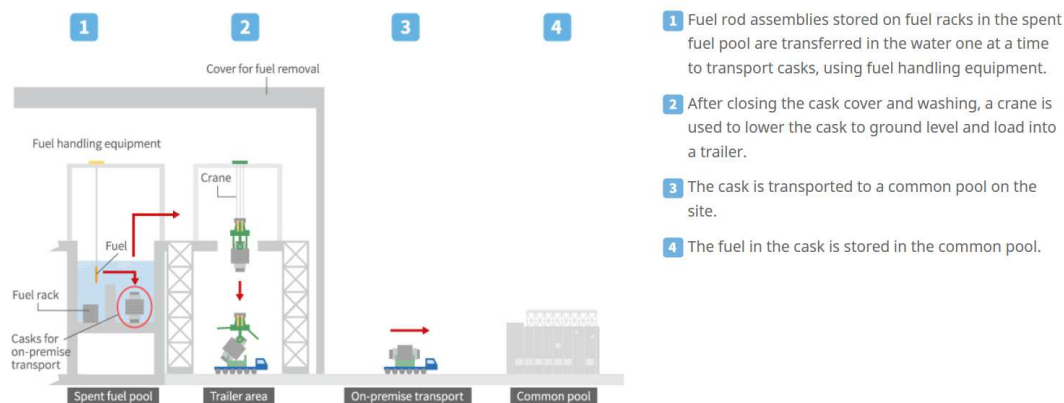 1
2
3
4
Cover for fuel removal
Fuel handling equipment
Crane
Fuel
Fuel rack
Casks for
on-premise
transport
Spent fuel pool
Trailer area
On-premise transport
Common pool
1 Fuel rod assemblies stored on fuel racks in the spent
fuel pool are transferred in the water one at a time
to transport casks, using fuel handling equipment.
2 After closing the cask cover and washing, a crane is
used to lower the cask to ground level and load into
a trailer.
3 The cask is transported to a common pool on the
site.
4 The fuel in the cask is stored in the common pool.